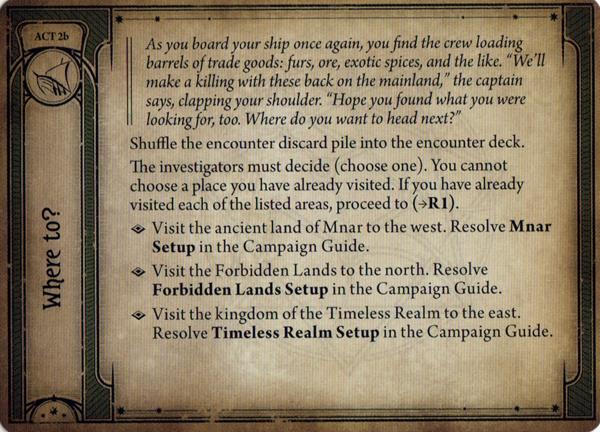 ACT 2b
Where to?
As you board your ship once again, you find the crew loading
barrels of trade goods: furs, ore, exotic spices, and the like. “We’ll
make a killing with these back on the mainland,” the captain
says, clapping your shoulder. “Hope you found what you were
looking for, too. Where do you want to head next?”
Shuffle the encounter discard pile into the encounter deck.
The investigators must decide (choose one). You cannot
choose a place you have already visited. If you have already
visited each of the listed areas, proceed to (→R1).
Visit the ancient land of Mnar to the west. Resolve Mnar
Setup in the Campaign Guide.
Visit the Forbidden Lands to the north. Resolve
Forbidden Lands Setup in the Campaign Guide.
Visit the kingdom of the Timeless Realm to the east.
Resolve Timeless Realm Setup in the Campaign Guide.